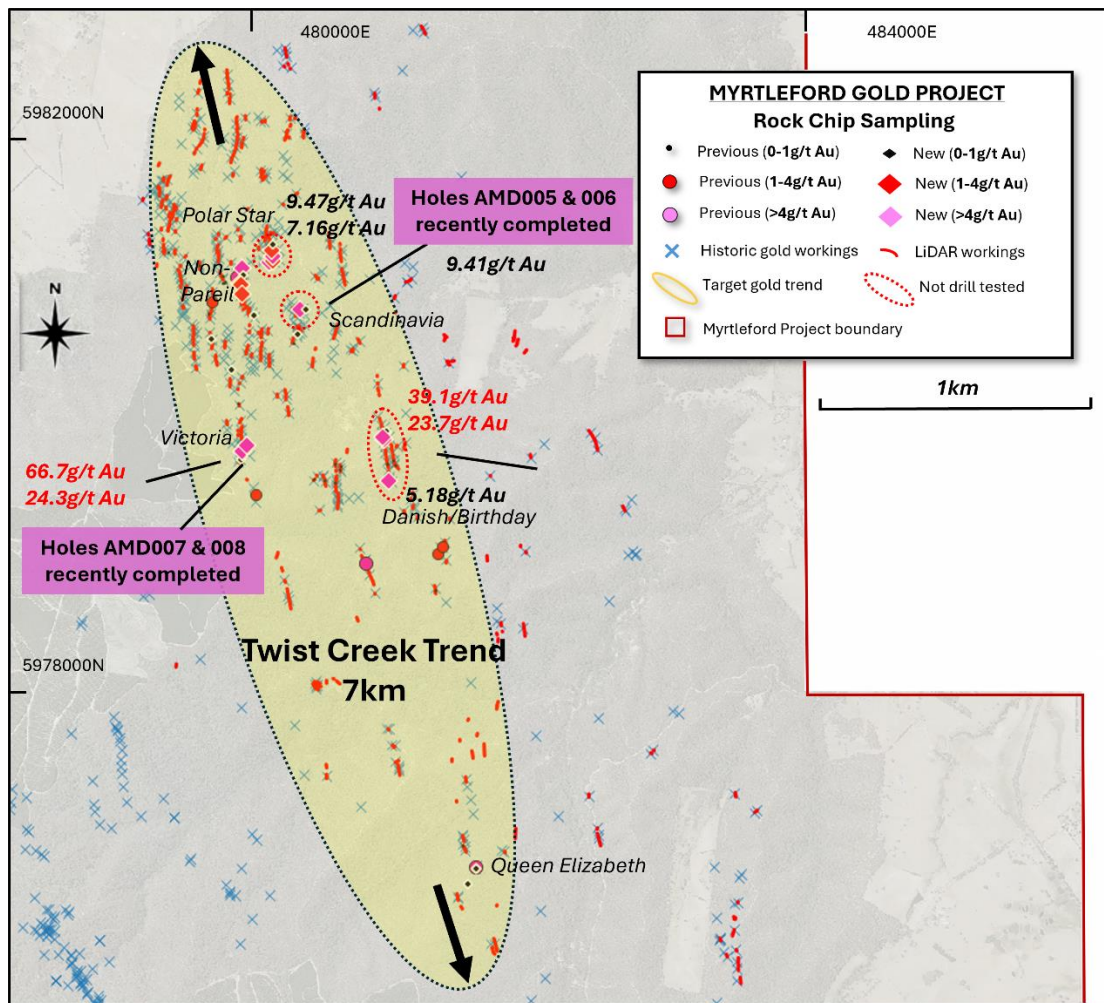 480000E
484000E
5982000N
MYRTLEFORD GOLD PROJECT
Rock Chip Sampling
Previous (0-1g/t Au)
New (0-1g/t Au)
Previous (1-4g/t Au)
New (1-4g/t Au)
Previous (>4g/t Au)
New (>4g/t Au)
Historic gold workings
LiDAR workings
Target gold trend
Not drill tested
Myrtleford Project boundary
1km
Polar Star
9.47g/t Au
7.16g/t Au
Holes AMD005 & 006
recently completed
9.41g/t Au
Non-
Pareil
N
Scandinavia
39.1g/t Au
23.7g/t Au
Victoria
66.7g/t Au
24.3g/t Au
5.18g/t Au
Danish/Birthday
Holes AMD007 & 008
recently completed
Twist Creek Trend
7km
5978000N
Queen Elizabeth